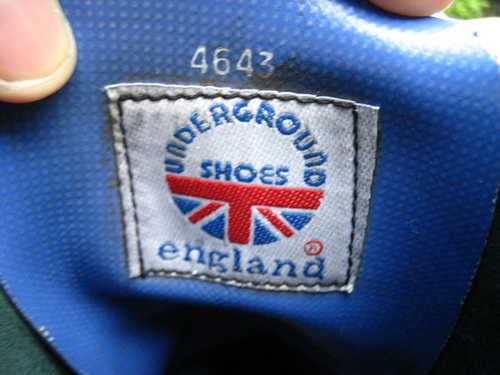 4643
UNDERGROUND
SHOES
england ®